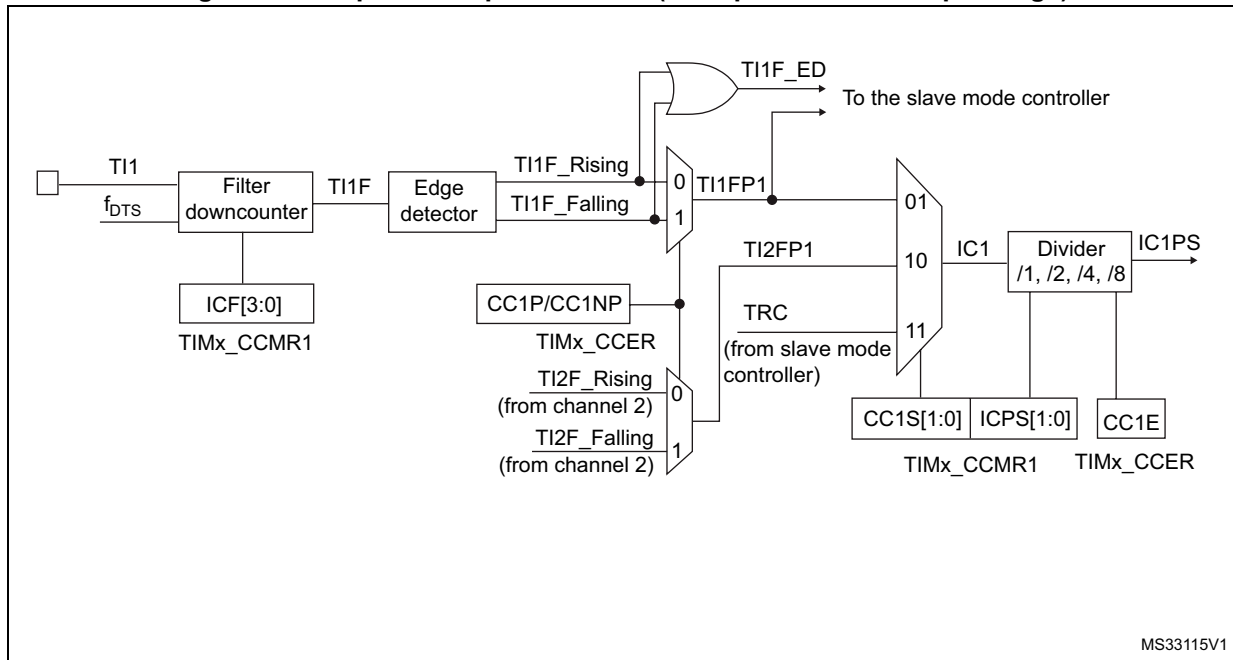 TI1F_ED
To the slave mode controller
TI1
f_DTS
Filter
downcounter
TI1F
Edge
detector
TI1F_Rising
TI1F_Falling
0
1
TI1FP1
01
TI2FP1
10
IC1
Divider
/1, /2, /4, /8
IC1PS
ICF[3:0]
TIMx_CCMR1
CC1P/CC1NP
TIMx_CCER
TRC
11
(from slave mode
controller)
TI2F_Rising
0
(from channel 2)
TI2F_Falling
1
(from channel 2)
CC1S[1:0]
ICPS[1:0]
CC1E
TIMx_CCMR1
TIMx_CCER
MS33115V1